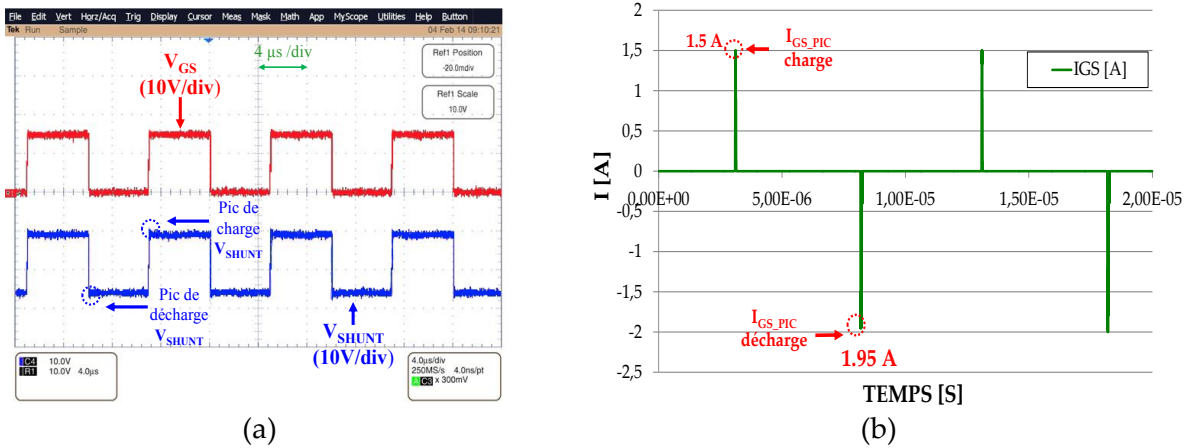 File Edit Vert Horz/Acq Trig Display Cursor Meas Mask Math App MyScope Utilities Help Button
Tek Run Sample 04 Feb 14 09:10:21
4 µs /div
V_GS
(10V/div)
Ref1 Position
-20.0mdiv
Ref1 Scale
10.0V
Pic de
charge
V_SHUNT
Pic de
décharge
V_SHUNT
V_SHUNT
(10V/div)
C4 10.0V
R1 10.0V 4.0µs
4.0µs/div
250MS/s 4.0ns/pt
A C3 x 300mV
(a)
I [A]
2
1,5
1
0,5
0
-0,5
-1
-1,5
-2
-2,5
0,00E+00 5,00E-06 1,00E-05 1,50E-05 2,00E-05
1.5 A
I_GS_PIC
charge
IGS [A]
I_GS_PIC
décharge
1.95 A
TEMPS [S]
(b)